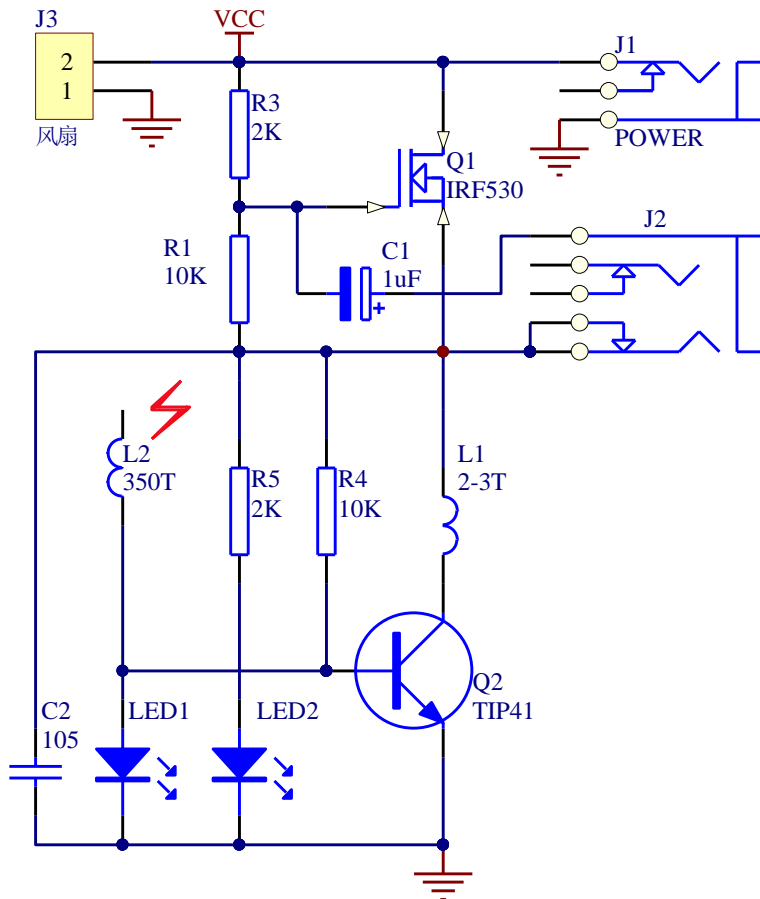 J3
VCC
2
1
风扇
R3
2K
J1
POWER
Q1
IRF530
R1
10K
C1
1uF
J2
L2
350T
R5
2K
R4
10K
L1
2-3T
Q2
TIP41
C2
105
LED1
LED2